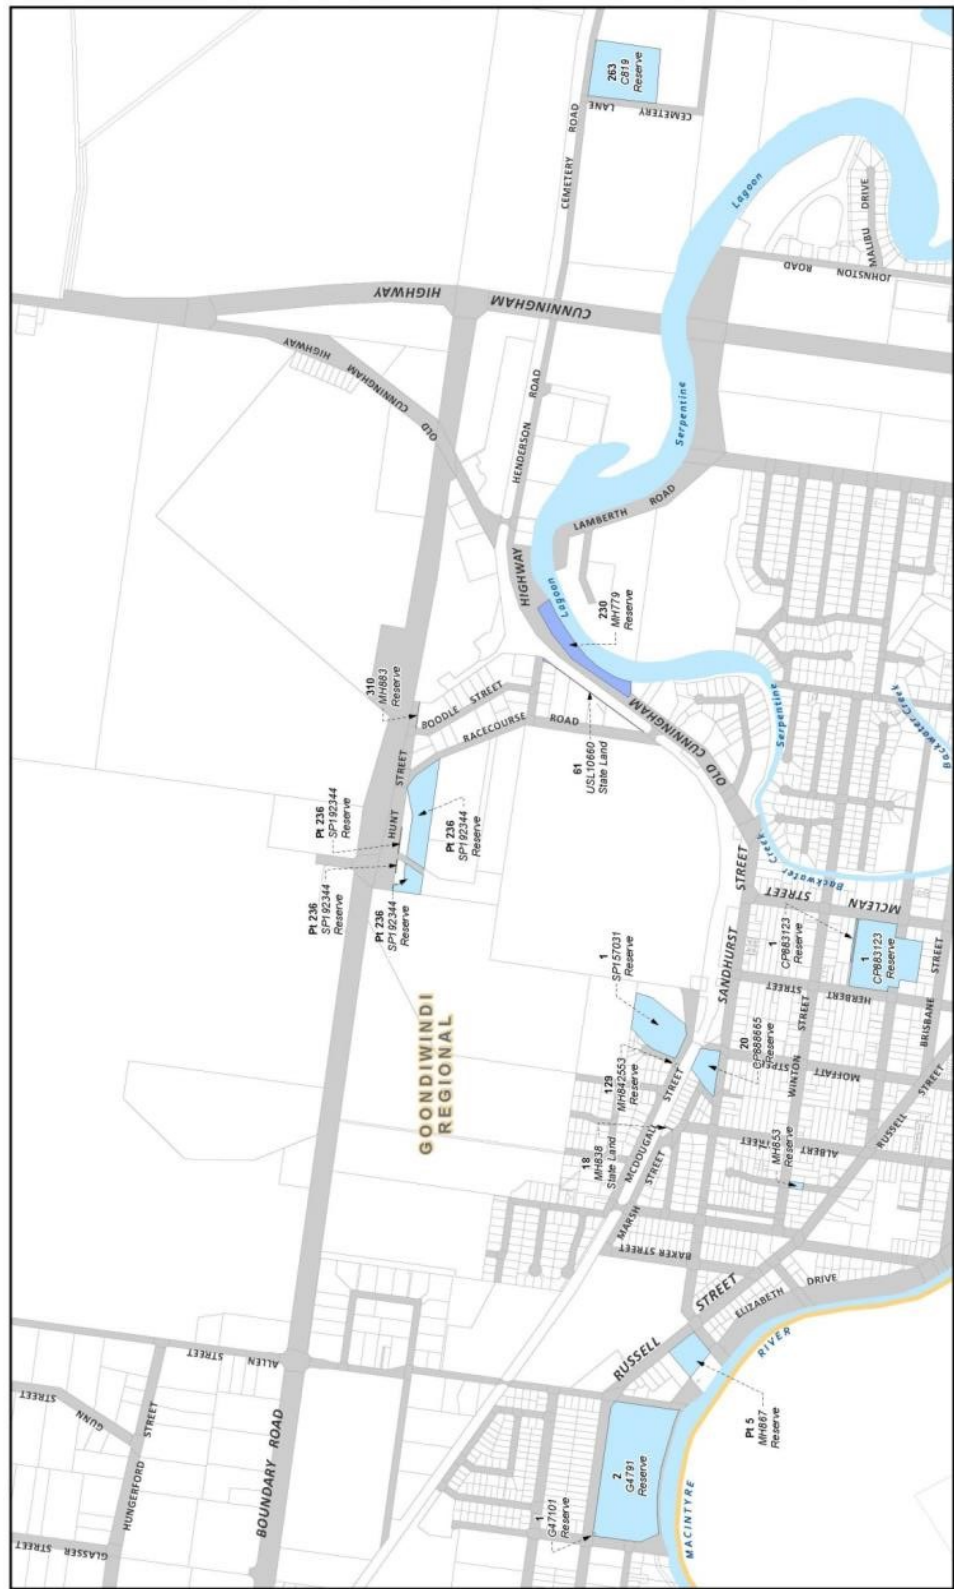 GLASSER STREET
GUNN STREET
HUNGERFORD STREET
ALLEN STREET
BOUNDARY ROAD
GOONDIWINDI
REGIONAL
Pt 236
SP192344
Reserve
Pt 236
SP192344
Reserve
Pt 236
SP192344
Reserve
Pt 236
SP192344
Reserve
HUNT STREET
310
MH883
Reserve
BODDLE STREET
RACECOURSE ROAD
OLD CUNNINGHAM HIGHWAY
CUNNINGHAM HIGHWAY
HENDERSON ROAD
CEMETERY ROAD
CEMETERY LANE
263
C819
Reserve
1
G47101
Reserve
2
G4791
Reserve
Pt 5
MH867
Reserve
RUSSELL STREET
ELIZABETH DRIVE
MACINTYRE RIVER
BAKER STREET
MARSH STREET
MCDOUGALL STREET
18
MH838
State Land
129
MH842553
Reserve
1
SP157031
Reserve
20
CP888665
Reserve
MH853
Reserve
ALBERT STREET
MOFFATT
WINTON STREET
SANDHURST STREET
RUSSELL STREET
BRISBANE STREET
HERBERT STREET
1
CP883123
Reserve
1
CP883123
Reserve
MCLEAN STREET
Backwater Creek
Serpentine
Backwater Creek
Backwater
OLD CUNNINGHAM HIGHWAY
61
USL10660
State Land
230
MH779
Reserve
Lagoon
LAMBERTH ROAD
Serpentine
Lagoon
JOHNSTON ROAD
MALIBU DRIVE